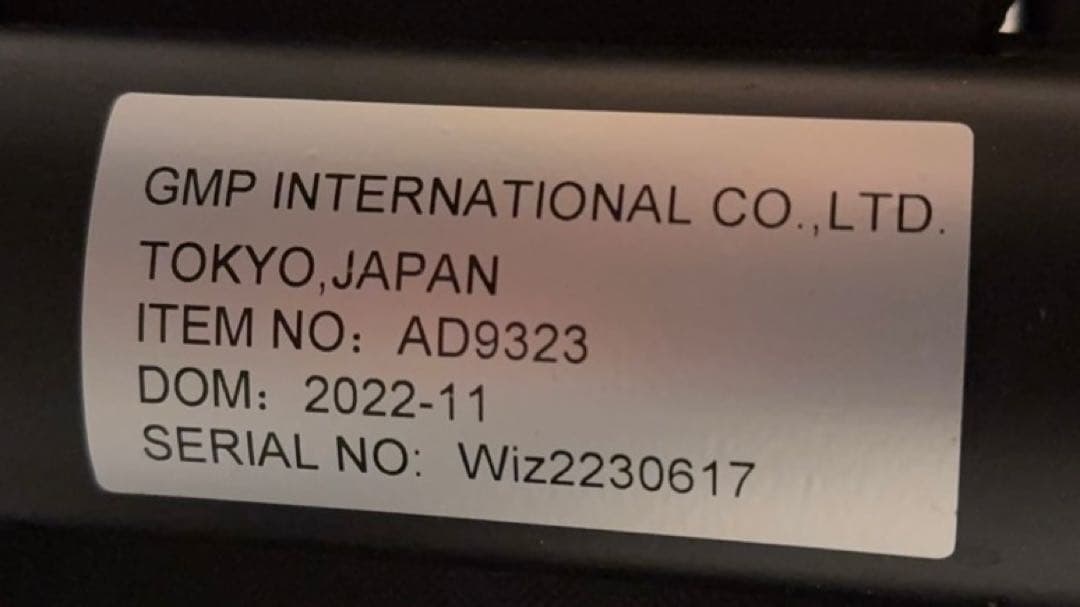 GMP INTERNATIONAL CO.,LTD.
TOKYO,JAPAN
ITEM NO: AD9323
DOM: 2022-11
SERIAL NO: Wiz2230617